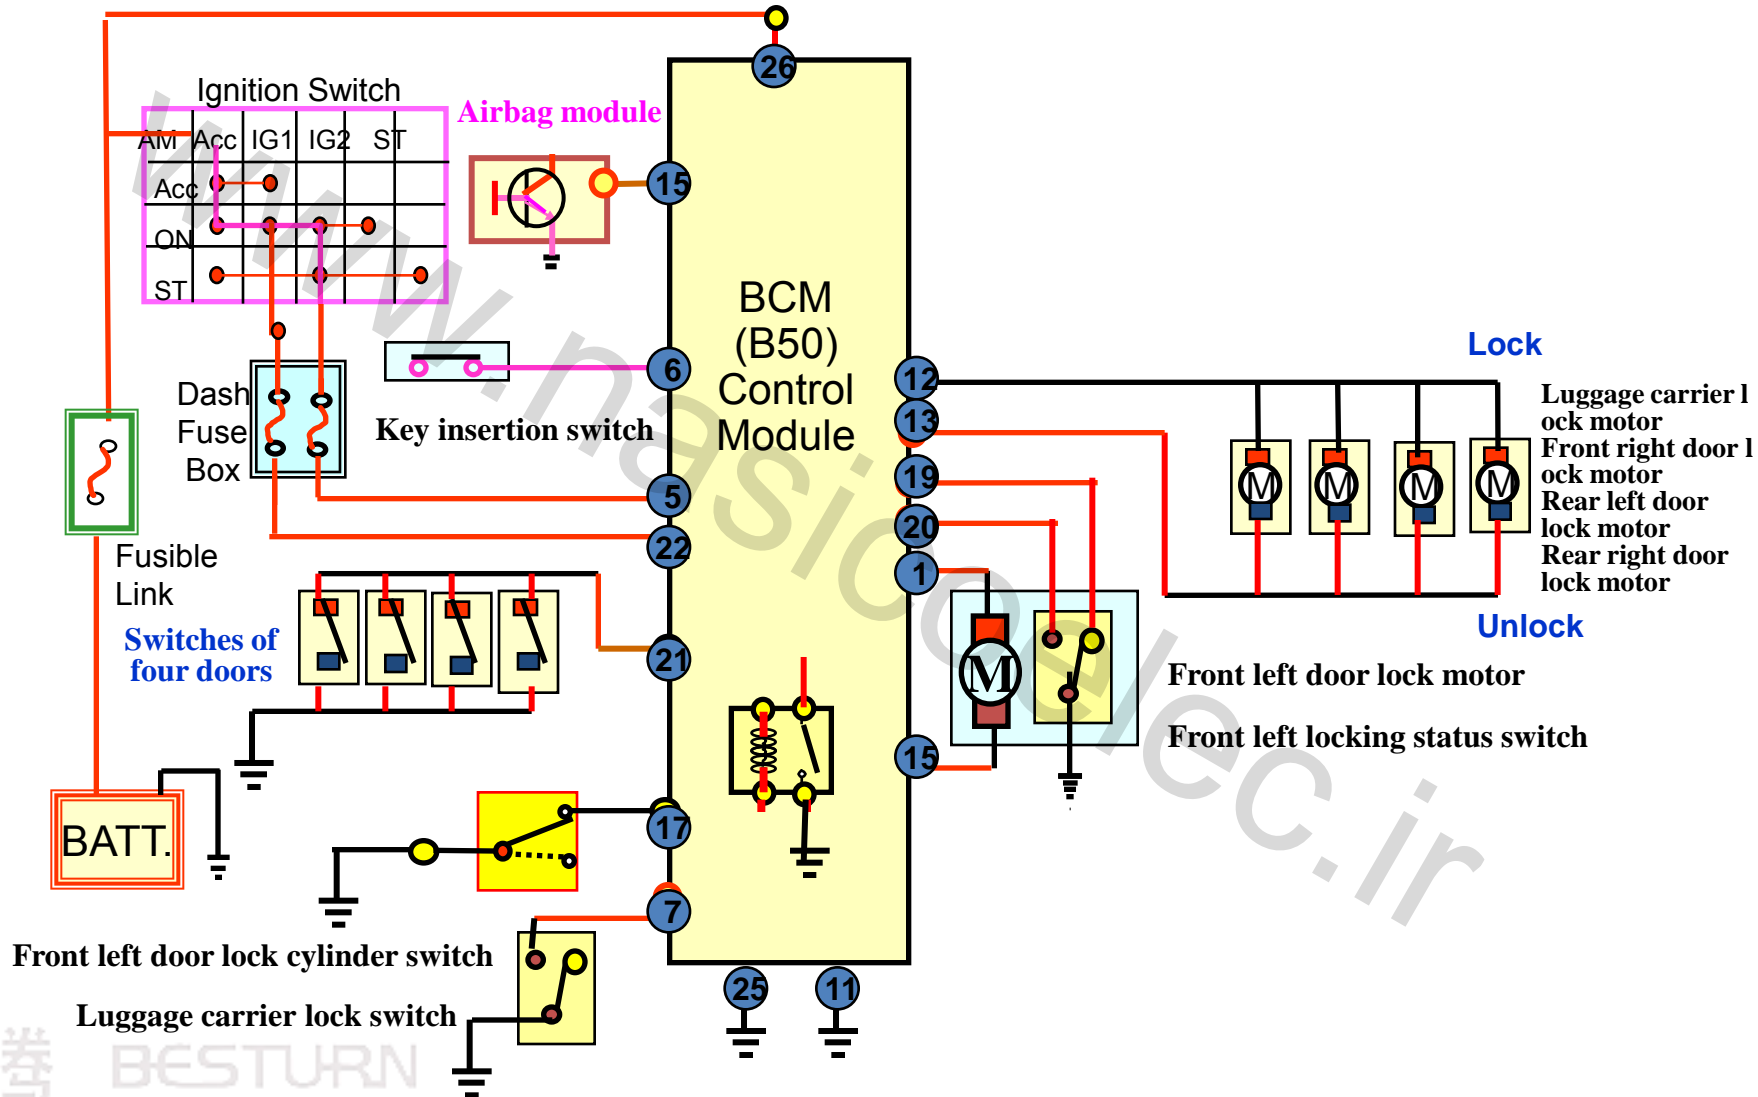 26
Ignition Switch
Airbag module
AM Acc IG1 IG2 ST
Acc
ON
ST
15
BCM
(B50)
Control
Module
6
Key insertion switch
Dash
Fuse
Box
5
22
Fusible
Link
Switches of
four doors
21
BATT.
17
7
Front left door lock cylinder switch
Luggage carrier lock switch
25
11
12
13
19
20
1
15
Lock
M M M M
Luggage carrier l
ock motor
Front right door l
ock motor
Rear left door
lock motor
Rear right door
lock motor
Unlock
M
Front left door lock motor
Front left locking status switch
www.nasicoelec.ir
BESTURN